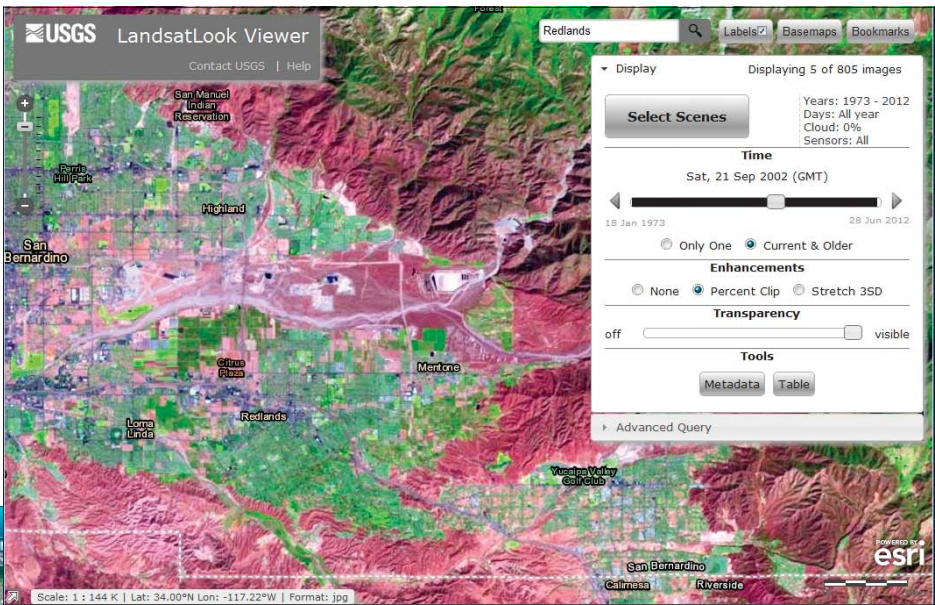 Forest
USGS LandsatLook Viewer
Contact USGS | Help
Redlands
Labels
Basemaps
Bookmarks
Display
Displaying 5 of 805 images
Select Scenes
Years: 1973 - 2012
Days: All year
Cloud: 0%
Sensors: All
Time
Sat, 21 Sep 2002 (GMT)
18 Jan 1973
28 Jun 2012
Only One Current & Older
Enhancements
None Percent Clip Stretch 3SD
Transparency
off visible
Tools
Metadata Table
Advanced Query
San Manuel
Indian
Reservation
Perris
Hill Park
Highland
San
Bernardino
Citrus
Plaza
Mentone
Redlands
Loma
Linda
Yucaipa Valley
Golf Club
San Bernardino
Calimesa Riverside
POWERED BY
esri
Scale: 1 : 144 K | Lat: 34.00°N Lon: -117.22°W | Format: jpg